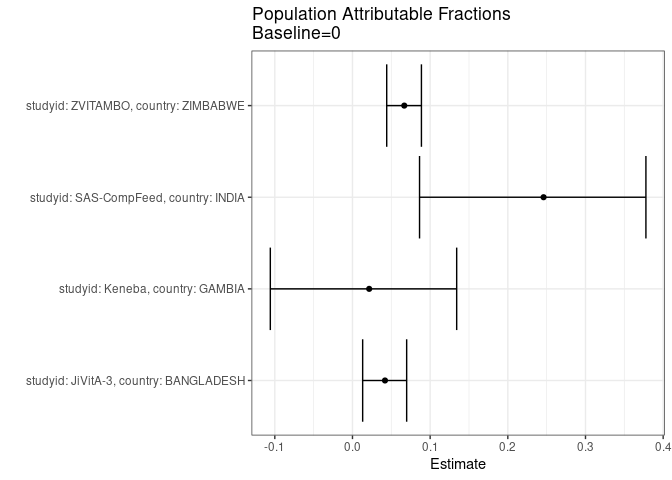 Population Attributable Fractions
Baseline=0
studyid: ZVITAMBO, country: ZIMBABWE
studyid: SAS-CompFeed, country: INDIA
studyid: Keneba, country: GAMBIA
studyid: JiVitA-3, country: BANGLADESH
-0.1 0.0 0.1 0.2 0.3 0.4
Estimate